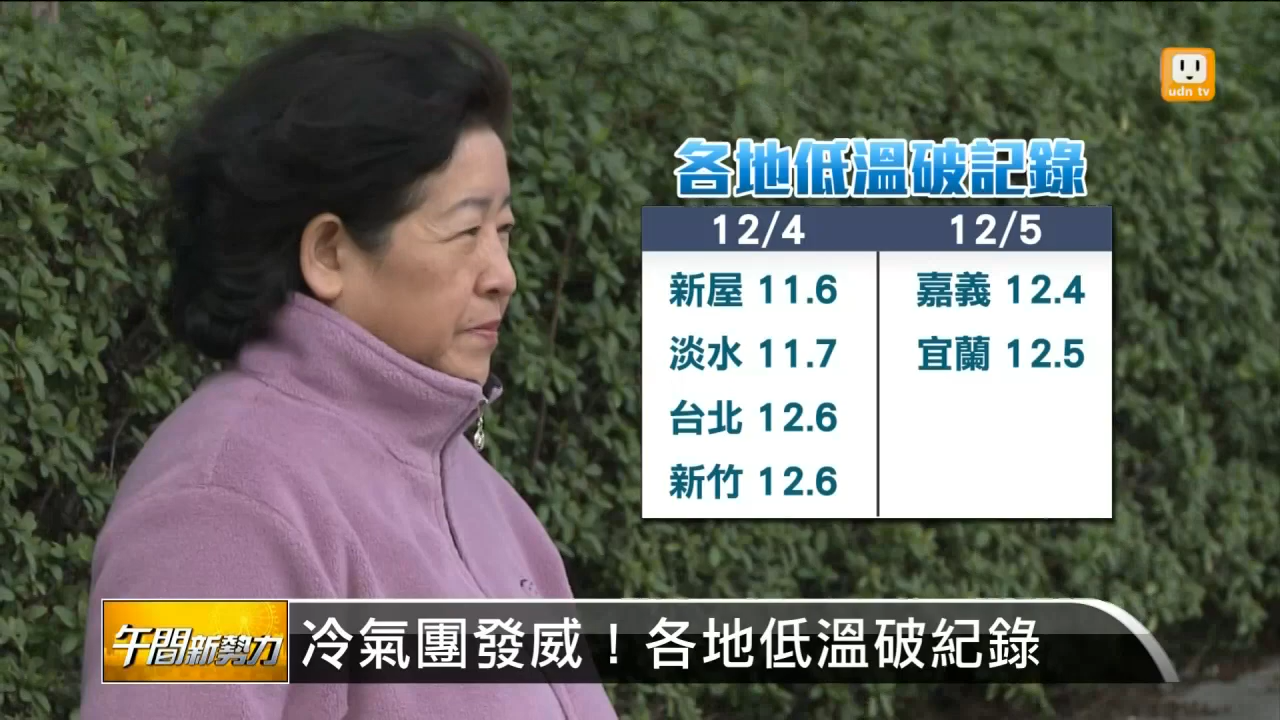 udn tv
各地低溫破記錄
12/4 12/5
新屋 11.6 嘉義 12.4
淡水 11.7 宜蘭 12.5
台北 12.6
新竹 12.6
午間新勢力
冷氣團發威！各地低溫破紀錄